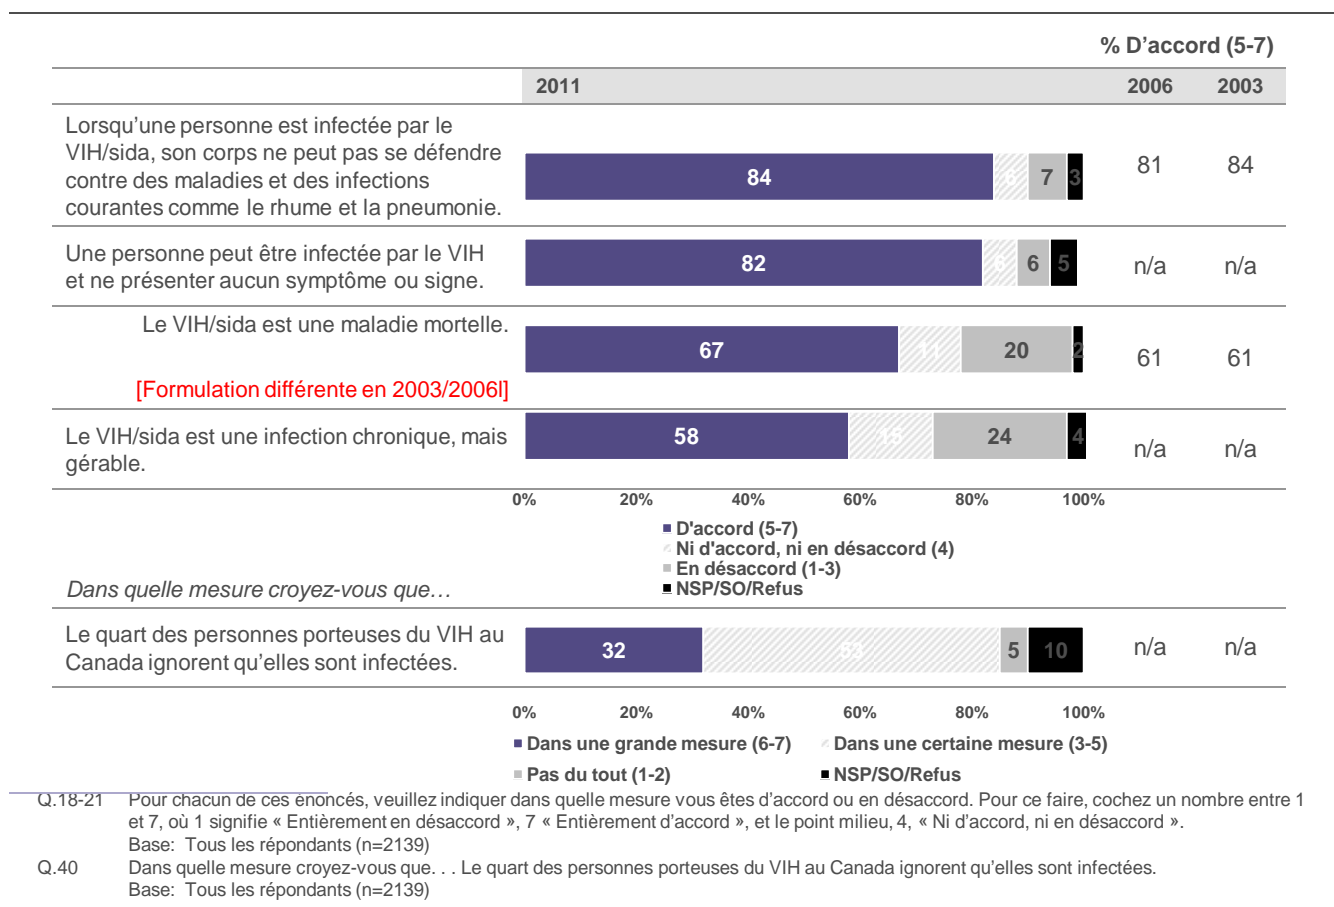 % D'accord (5-7)
2011 2006 2003
Lorsqu'une personne est infectée par le
VIH/sida, son corps ne peut pas se défendre
contre des maladies et des infections
courantes comme le rhume et la pneumonie.
84 6 7 3 81 84
Une personne peut être infectée par le VIH
et ne présenter aucun symptôme ou signe.
82 6 6 5 n/a n/a
Le VIH/sida est une maladie mortelle.
[Formulation différente en 2003/2006l]
67 11 20 2 61 61
Le VIH/sida est une infection chronique, mais
gérable.
58 15 24 4 n/a n/a
0% 20% 40% 60% 80% 100%
D'accord (5-7)
Ni d'accord, ni en désaccord (4)
En désaccord (1-3)
NSP/SO/Refus
Dans quelle mesure croyez-vous que…
Le quart des personnes porteuses du VIH au
Canada ignorent qu'elles sont infectées.
32 53 5 10 n/a n/a
0% 20% 40% 60% 80% 100%
Dans une grande mesure (6-7) Dans une certaine mesure (3-5)
Pas du tout (1-2) NSP/SO/Refus
Q.18-21 Pour chacun de ces énoncés, veuillez indiquer dans quelle mesure vous êtes d'accord ou en désaccord. Pour ce faire, cochez un nombre entre 1
et 7, où 1 signifie « Entièrement en désaccord », 7 « Entièrement d'accord », et le point milieu, 4, « Ni d'accord, ni en désaccord ».
Base: Tous les répondants (n=2139)
Q.40 Dans quelle mesure croyez-vous que. . . Le quart des personnes porteuses du VIH au Canada ignorent qu'elles sont infectées.
Base: Tous les répondants (n=2139)